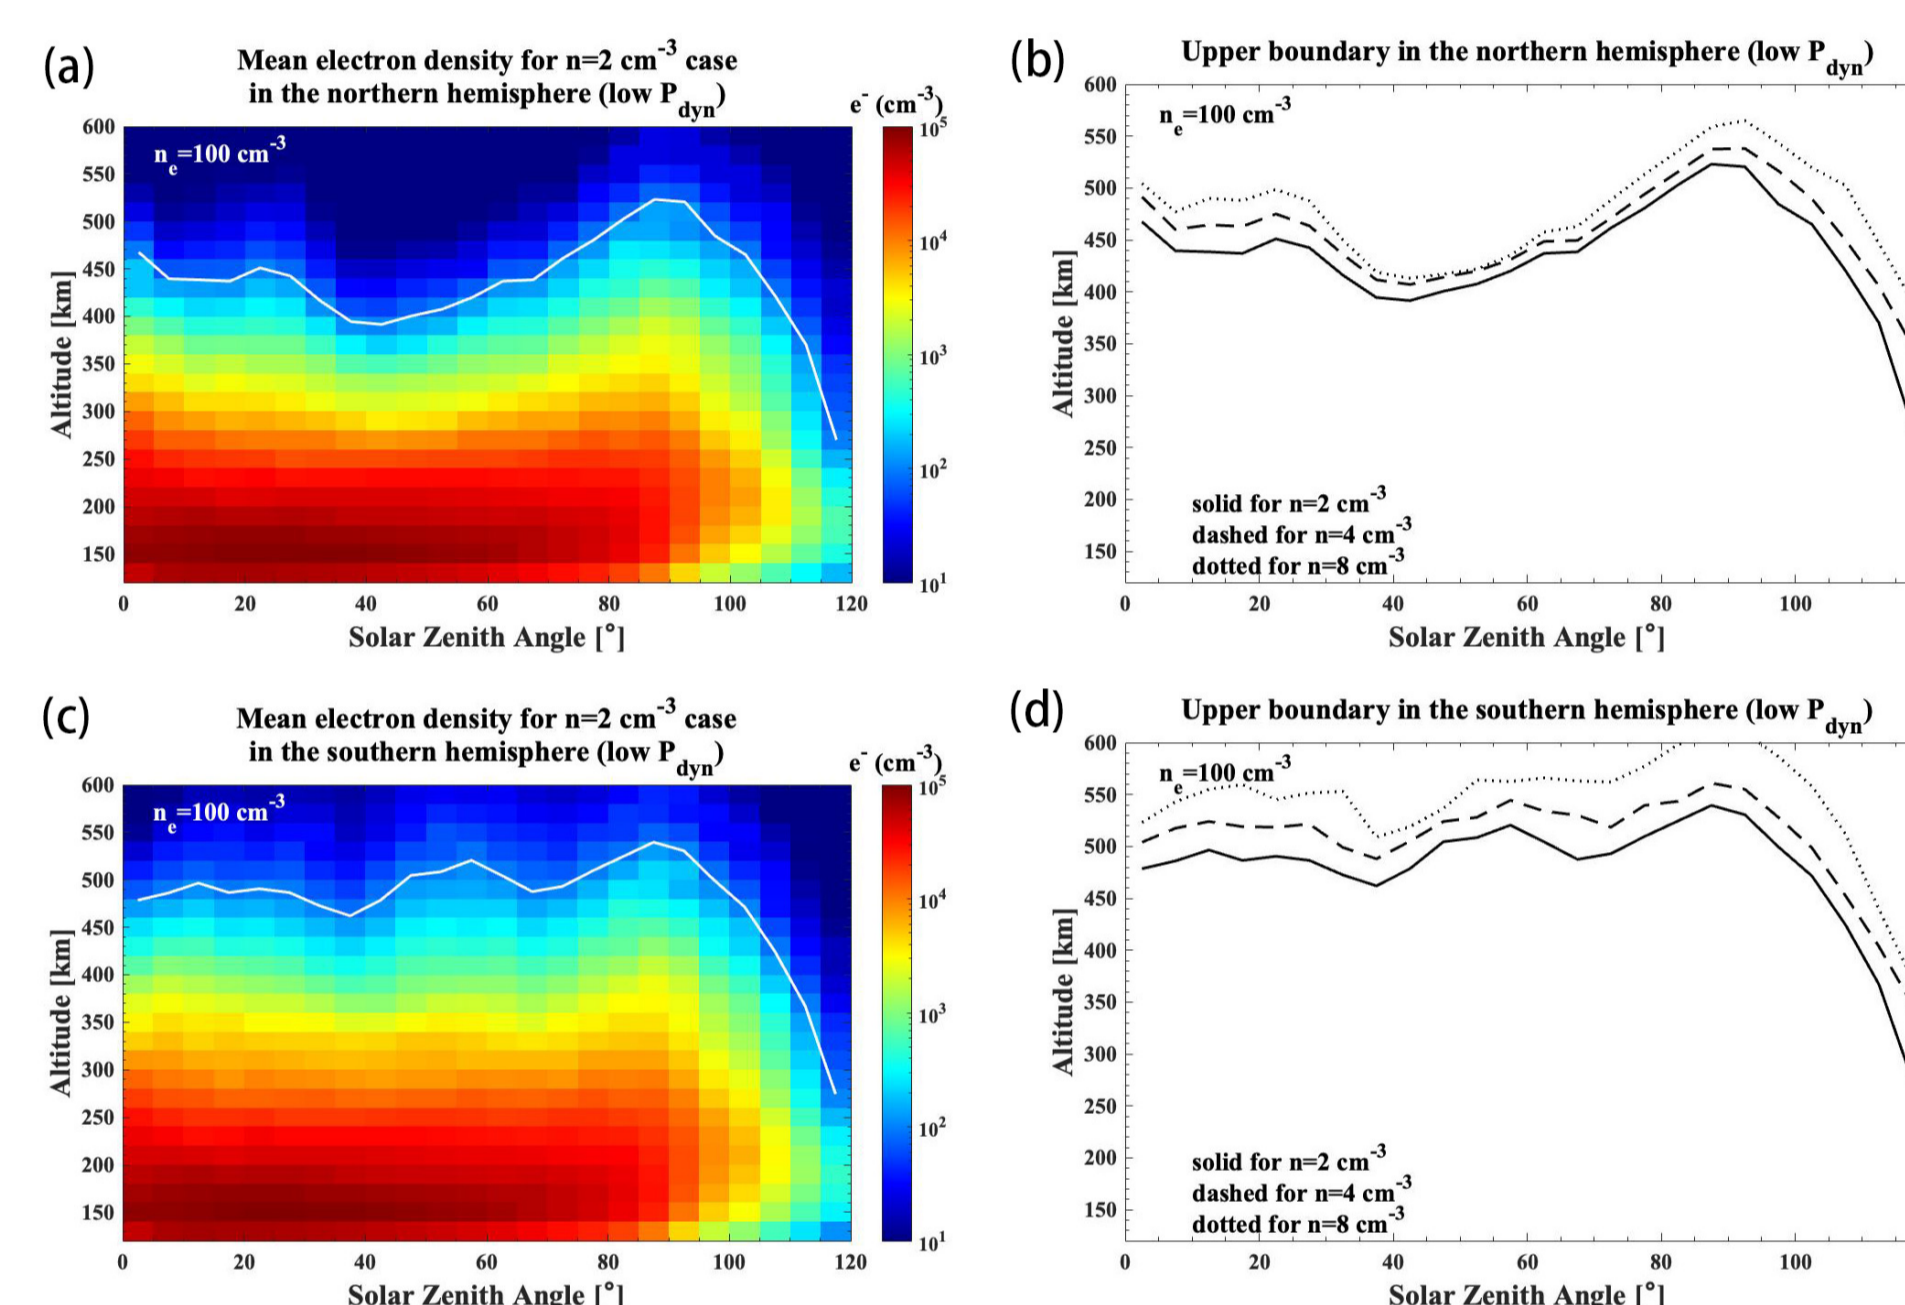 (a)
Mean electron density for n=2 cm⁻³ case
in the northern hemisphere (low P_dyn)
e⁻ (cm⁻³)
n_e=100 cm⁻³
600
550
500
450
400
350
300
250
200
150
Altitude [km]
10⁵
10⁴
10³
10²
10¹
0 20 40 60 80 100 120
Solar Zenith Angle [°]
(b)
Upper boundary in the northern hemisphere (low P_dyn)
n_e=100 cm⁻³
600
550
500
450
400
350
300
250
200
150
Altitude [km]
solid for n=2 cm⁻³
dashed for n=4 cm⁻³
dotted for n=8 cm⁻³
0 20 40 60 80 100
Solar Zenith Angle [°]
(c)
Mean electron density for n=2 cm⁻³ case
in the southern hemisphere (low P_dyn)
e⁻ (cm⁻³)
n_e=100 cm⁻³
600
550
500
450
400
350
300
250
200
150
Altitude [km]
10⁵
10⁴
10³
10²
10¹
0 20 40 60 80 100 120
Solar Zenith Angle [°]
(d)
Upper boundary in the southern hemisphere (low P_dyn)
n_e=100 cm⁻³
600
550
500
450
400
350
300
250
200
150
Altitude [km]
solid for n=2 cm⁻³
dashed for n=4 cm⁻³
dotted for n=8 cm⁻³
0 20 40 60 80 100
Solar Zenith Angle [°]